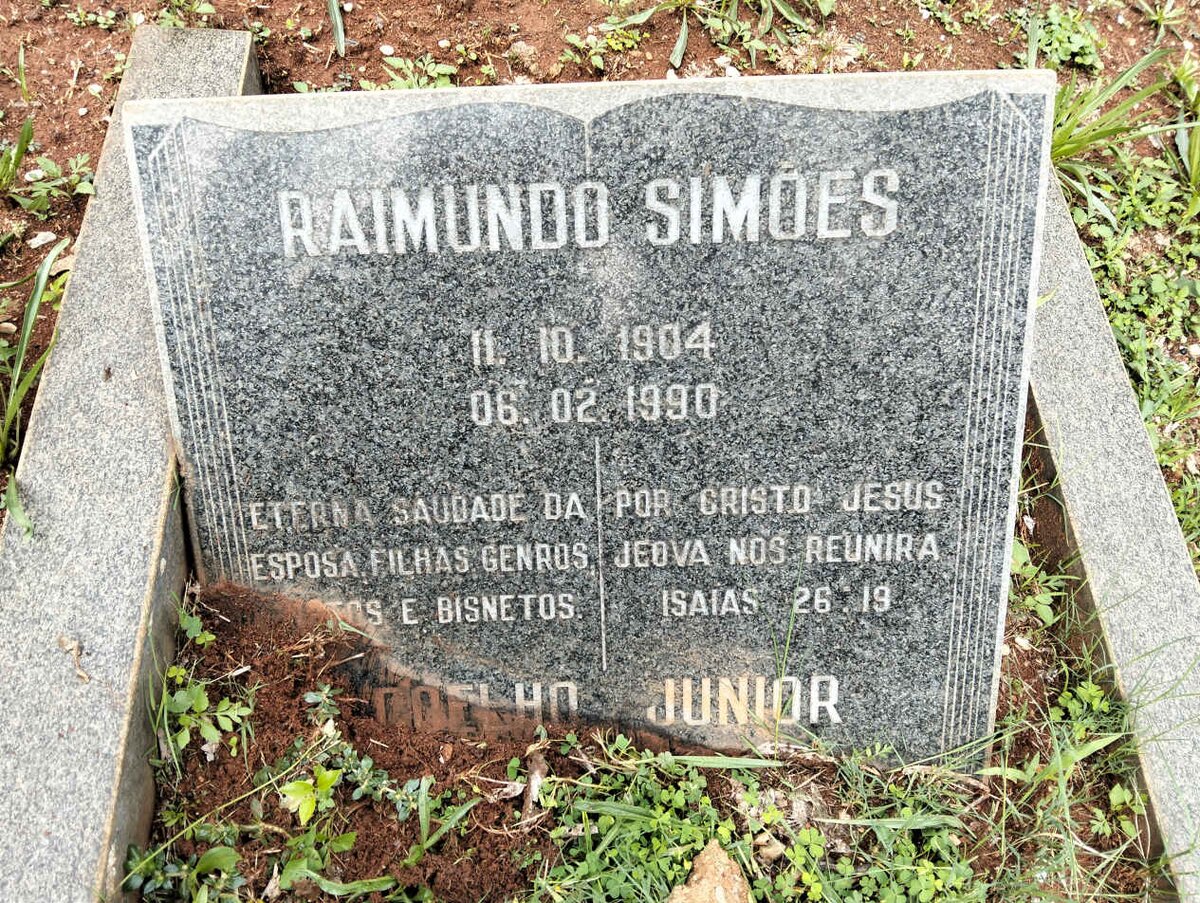 RAIMUNDO SIMÕES
11. 10. 1904
06. 02. 1990
ETERNA SAUDADE DA
ESPOSA, FILHAS, GENROS,
E BISNETOS.
POR CRISTO JESUS
JEOVA NOS REUNIRA
ISAIAS 26:19
COELHO JUNIOR